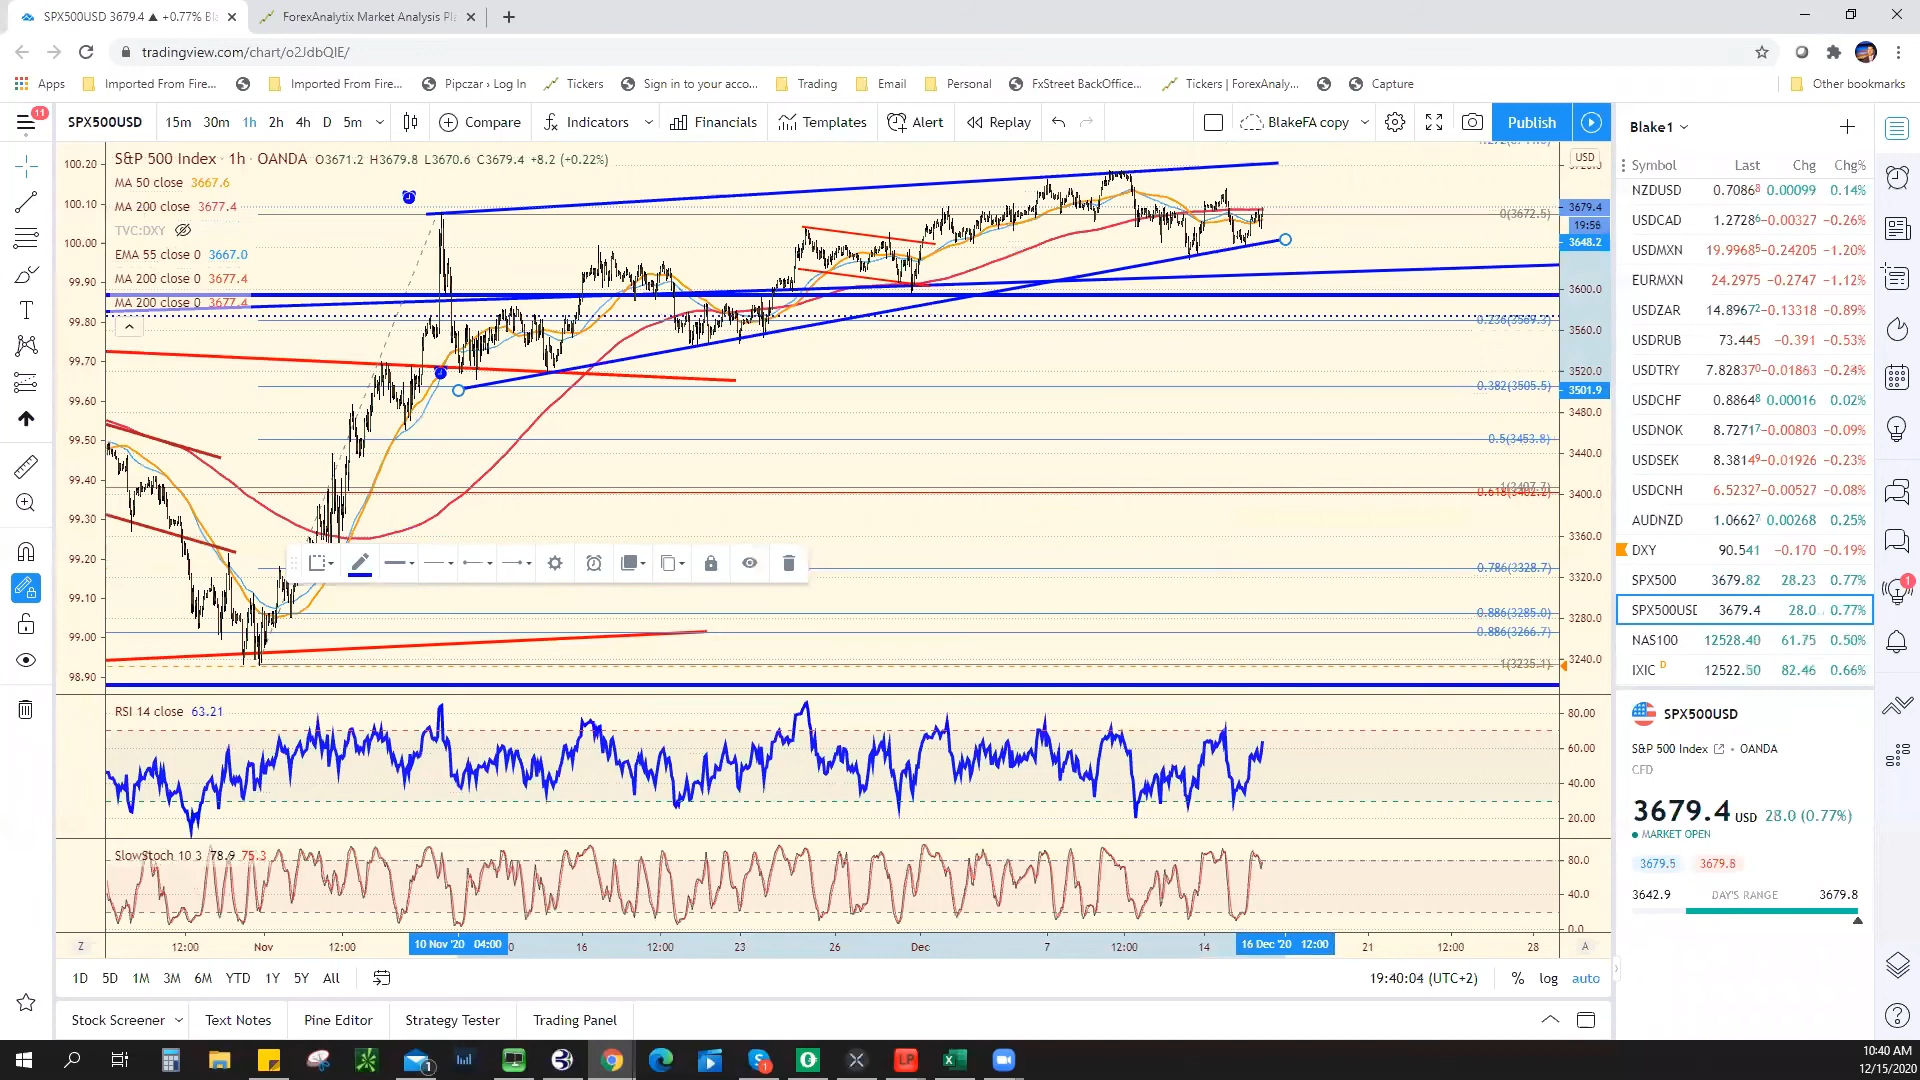 SPX500USD 3679.4 ▲ +0.77% Bl
ForexAnalytix Market Analysis Pl
tradingview.com/chart/o2JdbQIE/
Apps Imported From Fire... Imported From Fire... Pipczar › Log In Tickers Sign in to your acco... Trading Email Personal FxStreet BackOffice... Tickers | ForexAnaly... Capture Other bookmarks
11
SPX500USD 15m 30m 1h 2h 4h D 5m Compare Indicators Financials Templates Alert Replay BlakeFA copy Publish
S&P 500 Index · 1h · OANDA O3671.2 H3679.8 L3670.6 C3679.4 +8.2 (+0.22%)
MA 50 close 3667.6
MA 200 close 3677.4
TVC:DXY
EMA 55 close 0 3667.0
MA 200 close 0 3677.4
MA 200 close 0 3677.4
100.20
100.10
100.00
99.90
99.80
99.70
99.60
99.50
99.40
99.30
99.20
99.10
99.00
98.90
0(3672.5)
0.236(3569.3)
0.382(3505.5)
0.5(3453.8)
0.786(3328.7)
0.886(3285.0)
0.886(3266.7)
1(3235.1)
USD
3679.4
19:56
3648.2
3600.0
3560.0
3520.0
3501.9
3480.0
3440.0
3400.0
3360.0
3320.0
3280.0
3240.0
RSI 14 close 63.21
80.00
60.00
40.00
20.00
SlowStoch 10 3 78.9 75.3
80.0
40.0
0.0
Z 12:00 Nov 12:00 10 Nov '20 04:00 16 12:00 23 26 Dec 7 12:00 14 16 Dec '20 12:00 21 12:00 28 A
1D 5D 1M 3M 6M YTD 1Y 5Y All 19:40:04 (UTC+2) % log auto
Stock Screener Text Notes Pine Editor Strategy Tester Trading Panel
Blake1
Symbol Last Chg Chg%
NZDUSD 0.70868 0.00099 0.14%
USDCAD 1.27286 −0.00327 −0.26%
USDMXN 19.99685 −0.24205 −1.20%
EURMXN 24.2975 −0.2747 −1.12%
USDZAR 14.89672 −0.13318 −0.89%
USDRUB 73.445 −0.391 −0.53%
USDTRY 7.828370 −0.01863 −0.24%
USDCHF 0.88648 0.00016 0.02%
USDNOK 8.72717 −0.00803 −0.09%
USDSEK 8.38149 −0.01926 −0.23%
USDCNH 6.52327 −0.00527 −0.08%
AUDNZD 1.06627 0.00268 0.25%
DXY 90.541 −0.170 −0.19%
SPX500 3679.82 28.23 0.77%
SPX500USD 3679.4 28.0 0.77%
NAS100 12528.40 61.75 0.50%
IXIC D 12522.50 82.46 0.66%
1
SPX500USD
S&P 500 Index • OANDA
CFD
3679.4 USD 28.0 (0.77%)
MARKET OPEN
3679.5 3679.8
3642.9 DAY'S RANGE 3679.8
1
1
LP
10:40 AM
12/15/2020